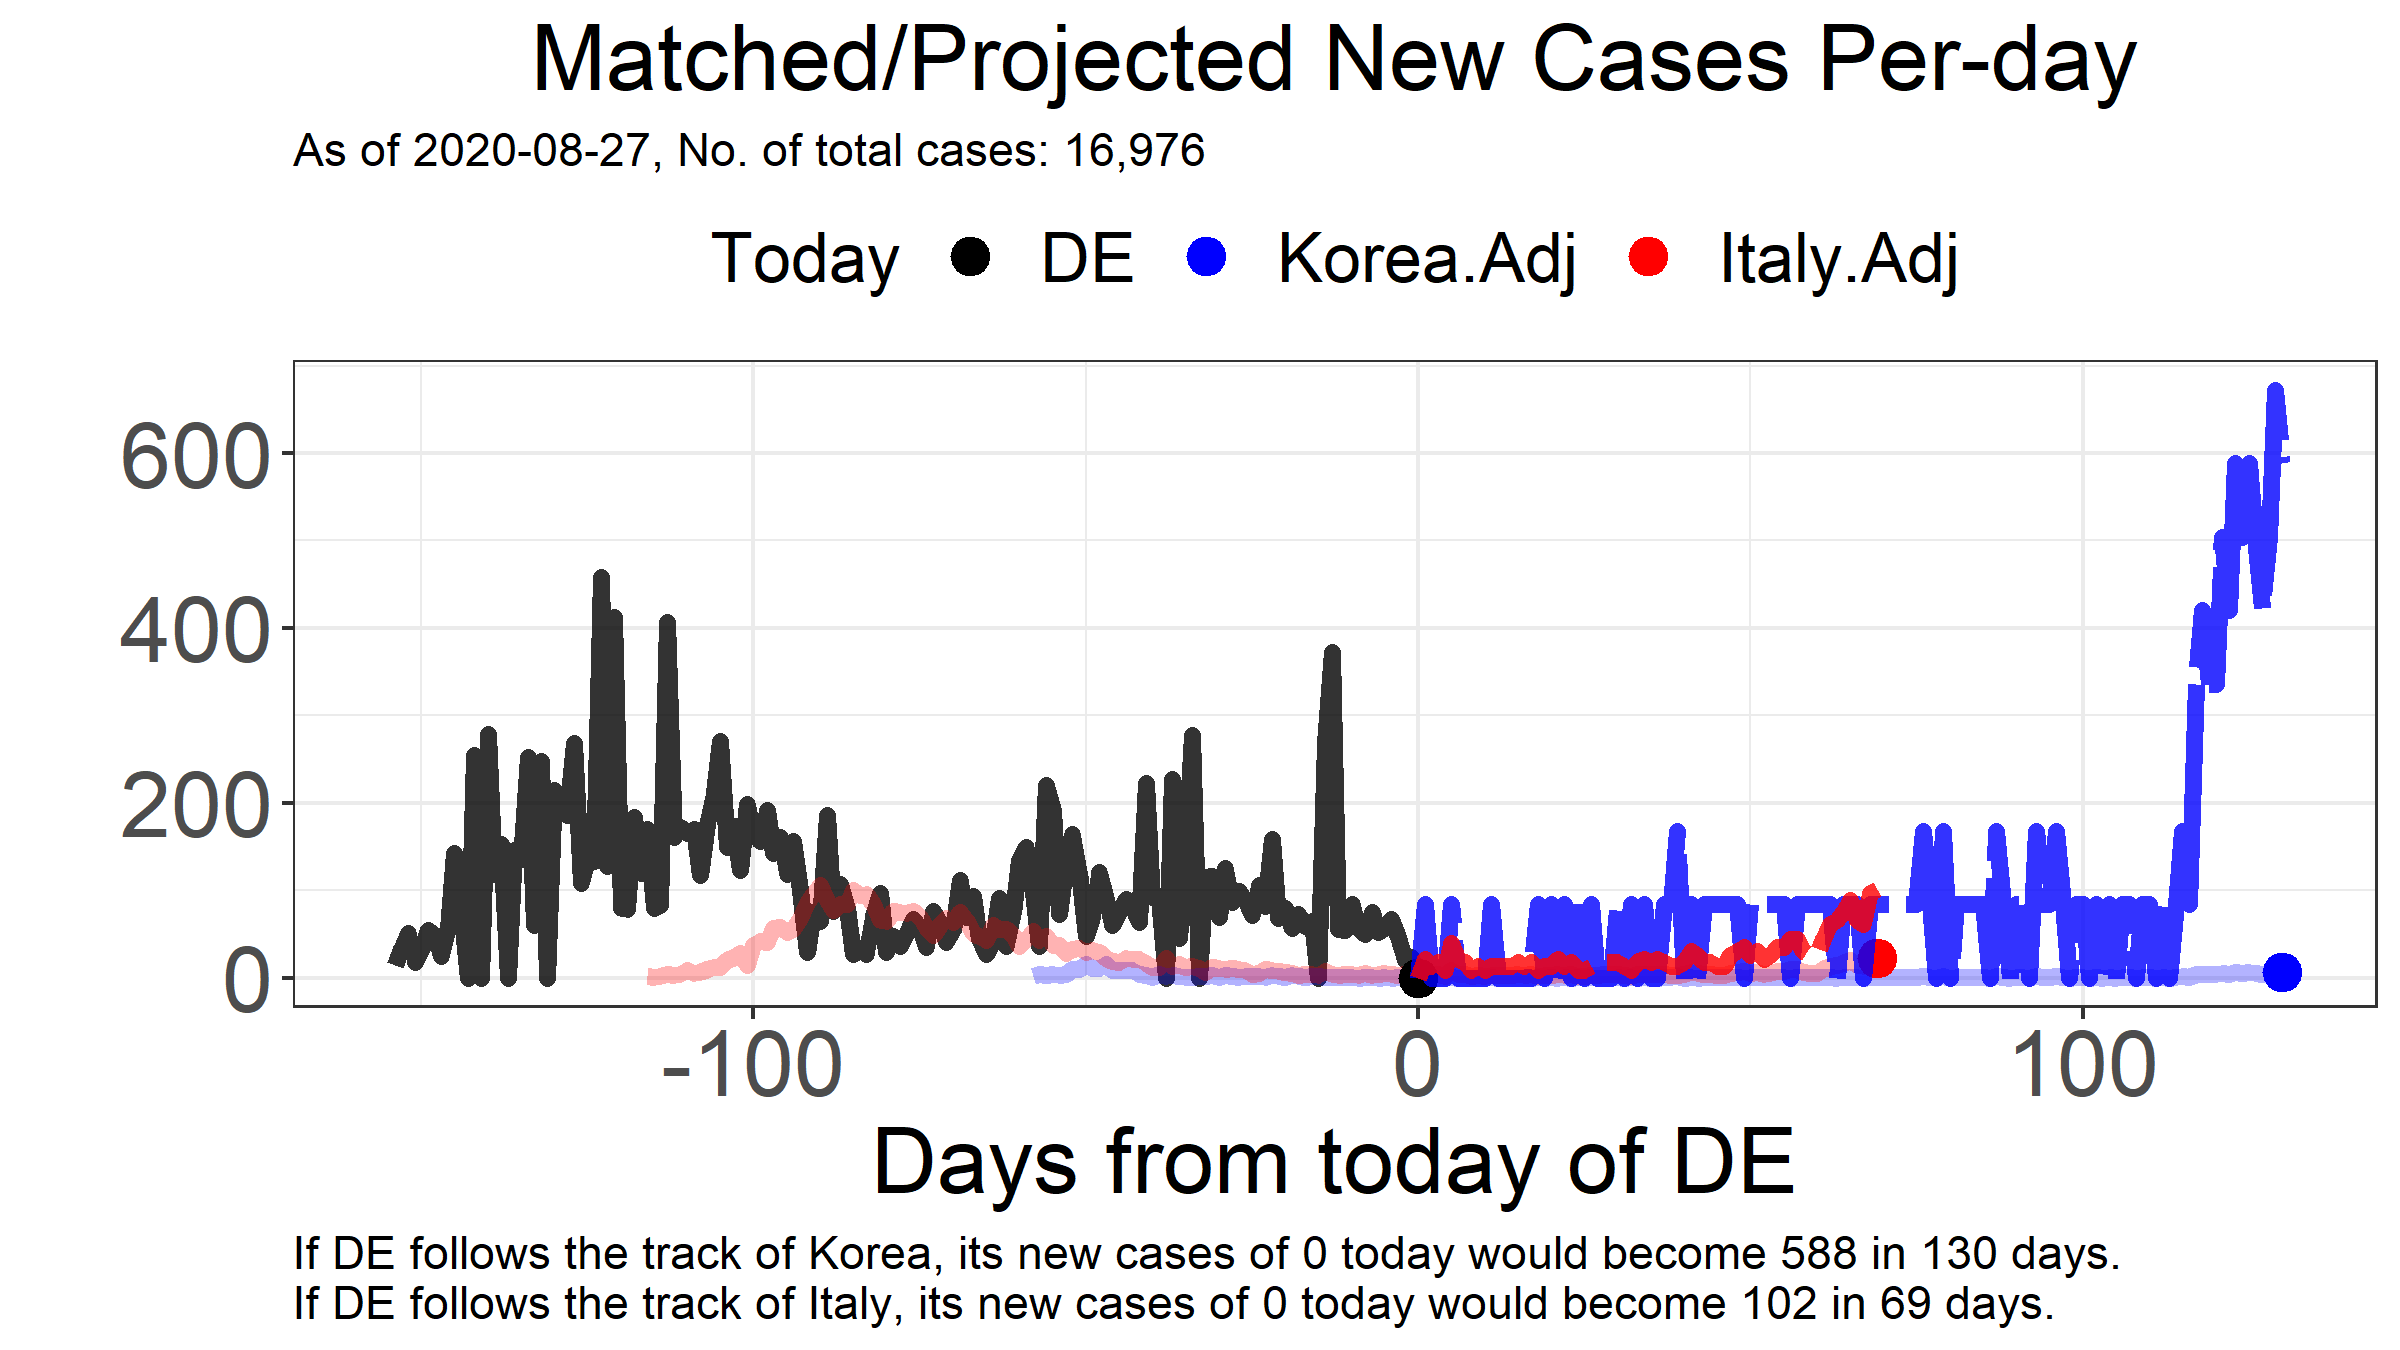 Matched/Projected New Cases Per-day
As of 2020-08-27, No. of total cases: 16,976
Today DE Korea.Adj Italy.Adj
600
400
200
0
-100 0 100
Days from today of DE
If DE follows the track of Korea, its new cases of 0 today would become 588 in 130 days.
If DE follows the track of Italy, its new cases of 0 today would become 102 in 69 days.